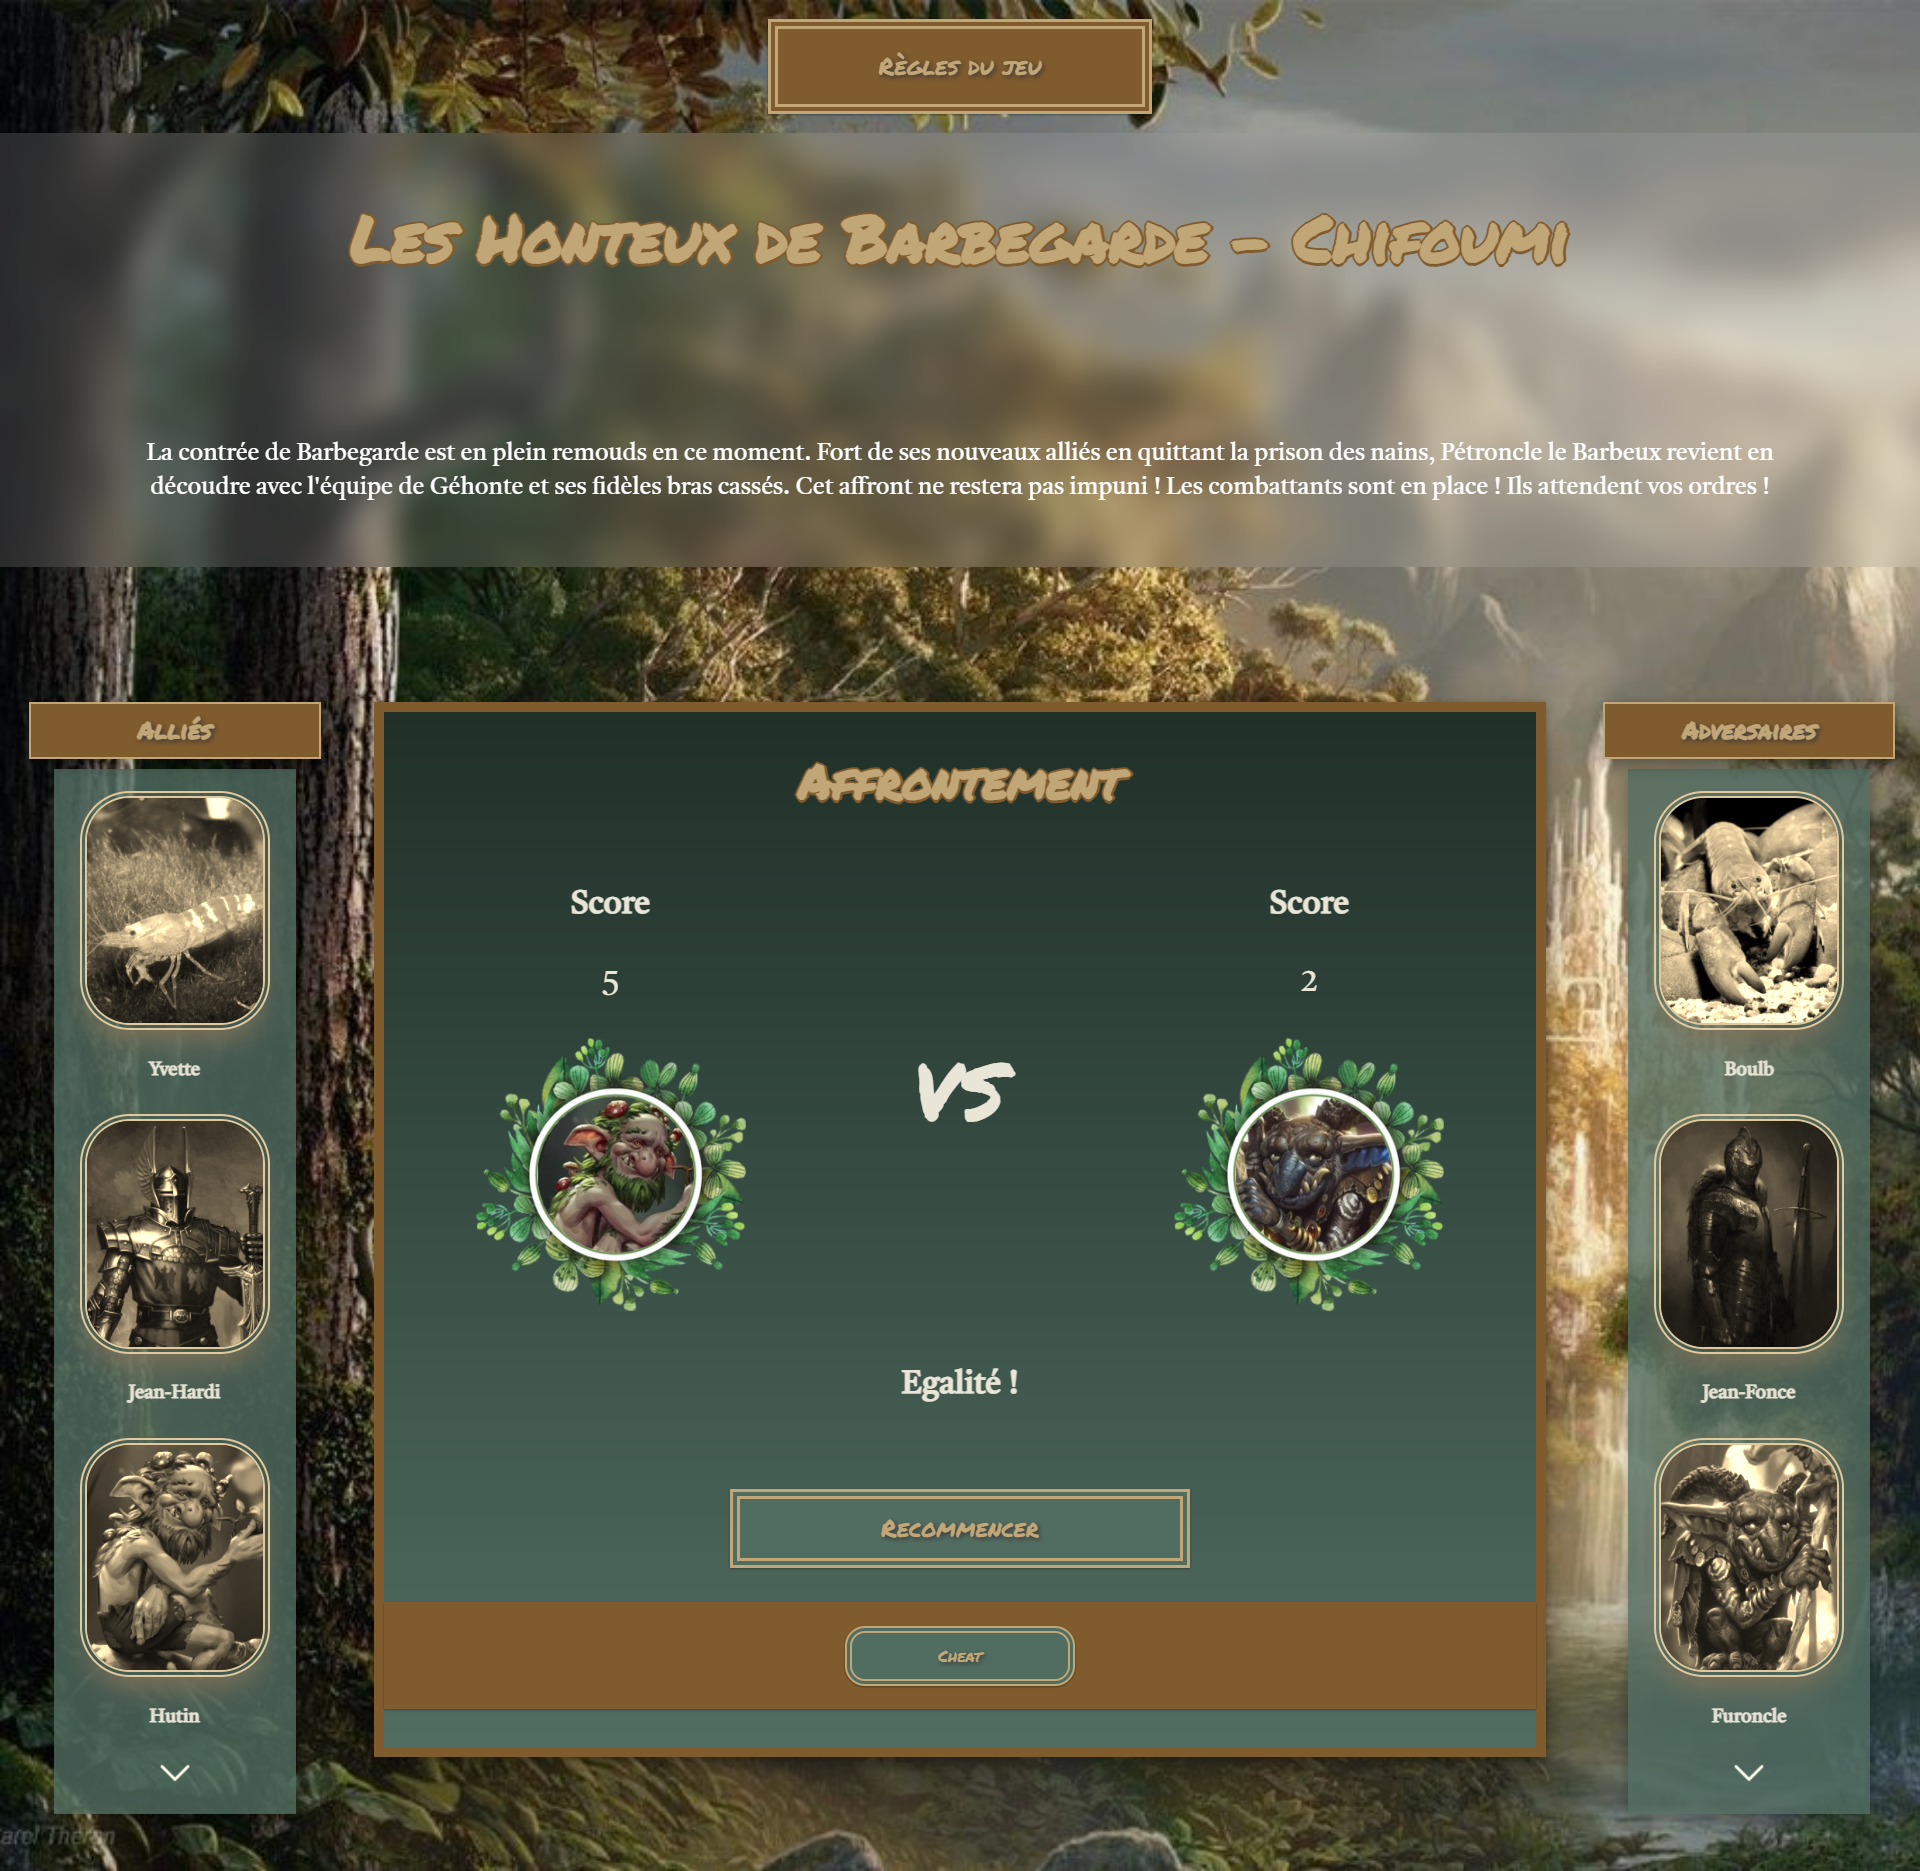 Règles du jeu
Les Honteux de Barbegarde - Chifoumi
La contrée de Barbegarde est en plein remouds en ce moment. Fort de ses nouveaux alliés en quittant la prison des nains, Pétroncle le Barbeux revient en
découdre avec l'équipe de Géhonte et ses fidèles bras cassés. Cet affront ne restera pas impuni ! Les combattants sont en place ! Ils attendent vos ordres !
Alliés
Yvette
Jean-Hardi
Hutin
Affrontement
Score
5
VS
Score
2
Egalité !
Recommencer
Cheat
Adversaires
Boulb
Jean-Fonce
Furoncle